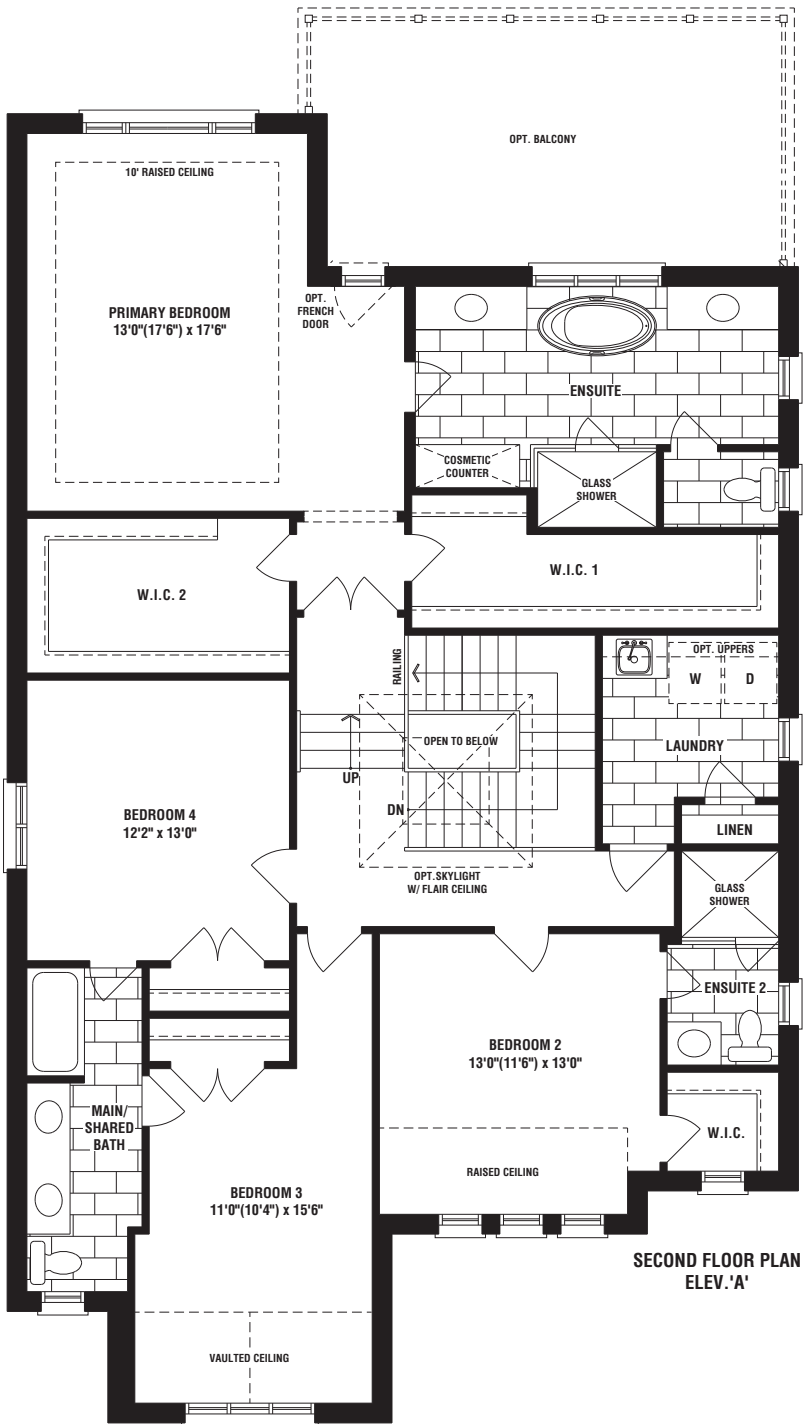 OPT. BALCONY
10' RAISED CEILING
PRIMARY BEDROOM
13'0"(17'6") x 17'6"
OPT.
FRENCH
DOOR
ENSUITE
COSMETIC
COUNTER
GLASS
SHOWER
W.I.C. 2
W.I.C. 1
RAILING
OPT. UPPERS
W
D
OPEN TO BELOW
LAUNDRY
UP
DN
BEDROOM 4
12'2" x 13'0"
LINEN
OPT.SKYLIGHT
W/ FLAIR CEILING
GLASS
SHOWER
ENSUITE 2
BEDROOM 2
13'0"(11'6") x 13'0"
MAIN/
SHARED
BATH
W.I.C.
RAISED CEILING
BEDROOM 3
11'0"(10'4") x 15'6"
SECOND FLOOR PLAN
ELEV.'A'
VAULTED CEILING